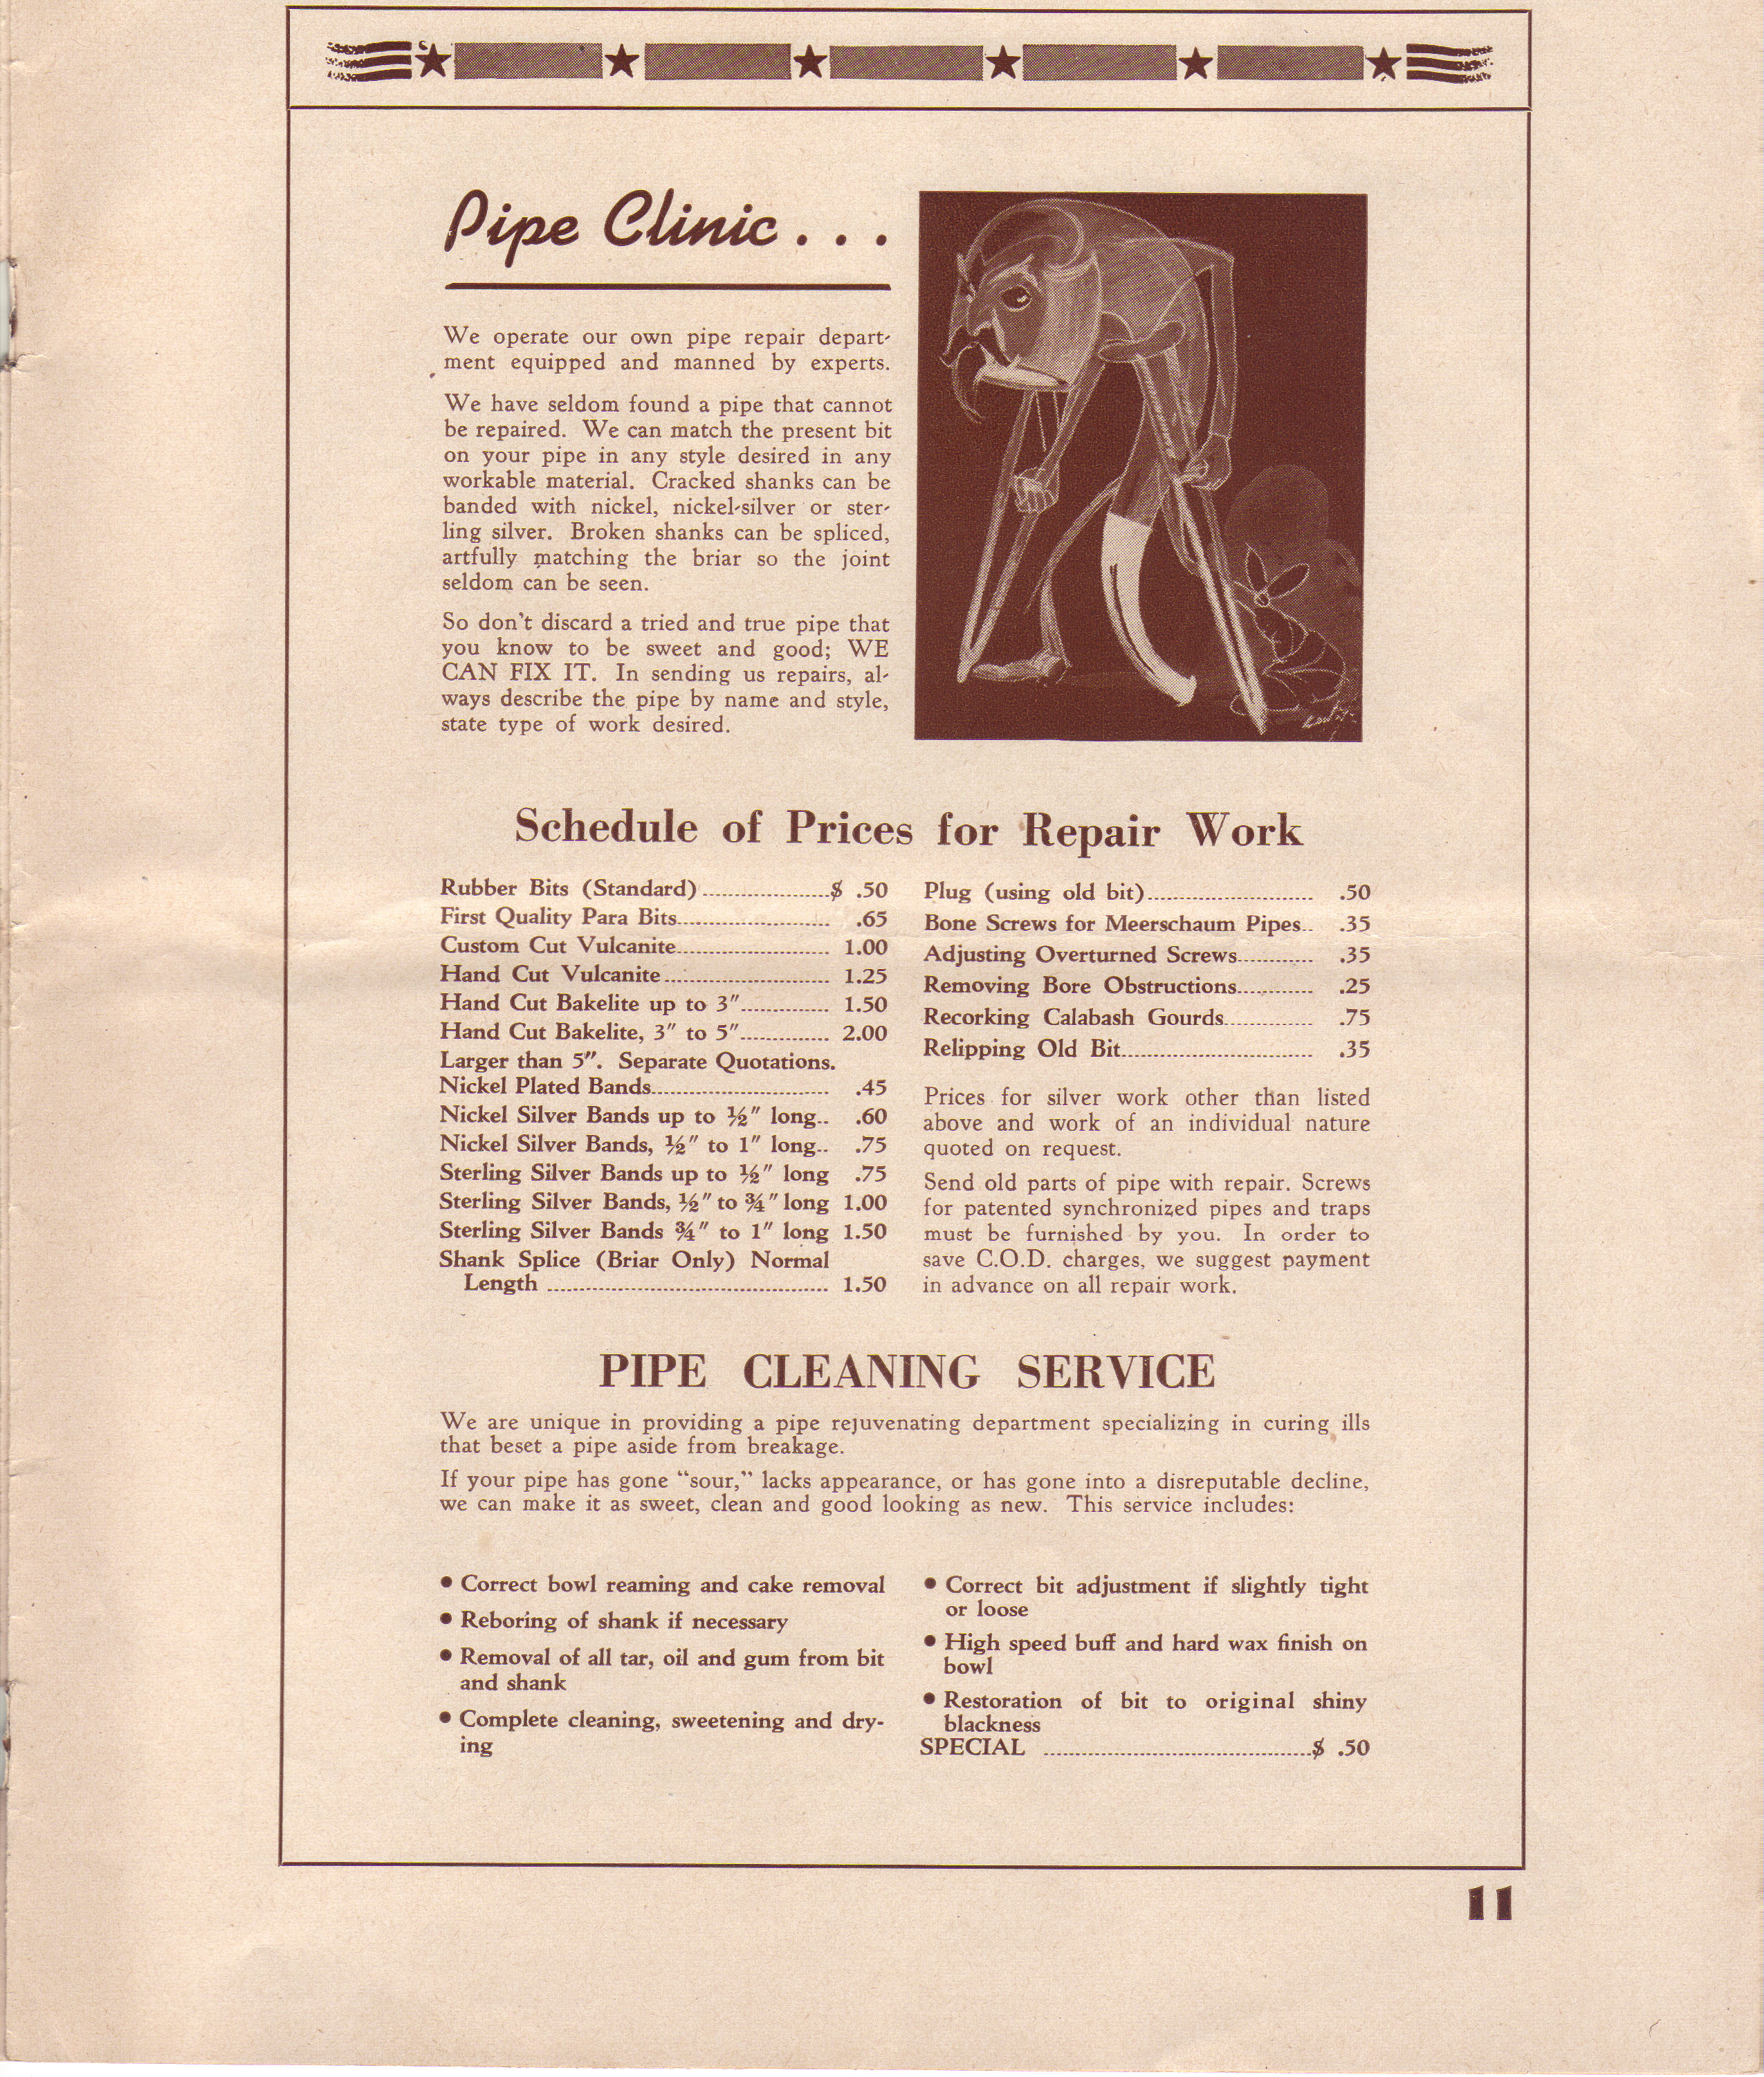 Pipe Clinic . . .
We operate our own pipe repair depart-
ment equipped and manned by experts.
We have seldom found a pipe that cannot
be repaired. We can match the present bit
on your pipe in any style desired in any
workable material. Cracked shanks can be
banded with nickel, nickel-silver or ster-
ling silver. Broken shanks can be spliced,
artfully matching the briar so the joint
seldom can be seen.
So don't discard a tried and true pipe that
you know to be sweet and good; WE
CAN FIX IT. In sending us repairs, al-
ways describe the pipe by name and style,
state type of work desired.
Schedule of Prices for Repair Work
Rubber Bits (Standard) ....................$ .50
First Quality Para Bits........................ .65
Custom Cut Vulcanite........................ 1.00
Hand Cut Vulcanite.......................... 1.25
Hand Cut Bakelite up to 3″.............. 1.50
Hand Cut Bakelite, 3″ to 5″.............. 2.00
Larger than 5″. Separate Quotations.
Nickel Plated Bands............................ .45
Nickel Silver Bands up to ½″ long.. .60
Nickel Silver Bands, ½″ to 1″ long.. .75
Sterling Silver Bands up to ½″ long .75
Sterling Silver Bands, ½″ to ¾″ long 1.00
Sterling Silver Bands ¾″ to 1″ long 1.50
Shank Splice (Briar Only) Normal
Length ............................................ 1.50
Plug (using old bit).......................... .50
Bone Screws for Meerschaum Pipes.. .35
Adjusting Overturned Screws............ .35
Removing Bore Obstructions............ .25
Recorking Calabash Gourds.............. .75
Relipping Old Bit.............................. .35
Prices for silver work other than listed
above and work of an individual nature
quoted on request.
Send old parts of pipe with repair. Screws
for patented synchronized pipes and traps
must be furnished by you. In order to
save C.O.D. charges, we suggest payment
in advance on all repair work.
PIPE CLEANING SERVICE
We are unique in providing a pipe rejuvenating department specializing in curing ills
that beset a pipe aside from breakage.
If your pipe has gone "sour," lacks appearance, or has gone into a disreputable decline,
we can make it as sweet, clean and good looking as new. This service includes:
• Correct bowl reaming and cake removal
• Reboring of shank if necessary
• Removal of all tar, oil and gum from bit
and shank
• Complete cleaning, sweetening and dry-
ing
• Correct bit adjustment if slightly tight
or loose
• High speed buff and hard wax finish on
bowl
• Restoration of bit to original shiny
blackness
SPECIAL ..........................................$ .50
11